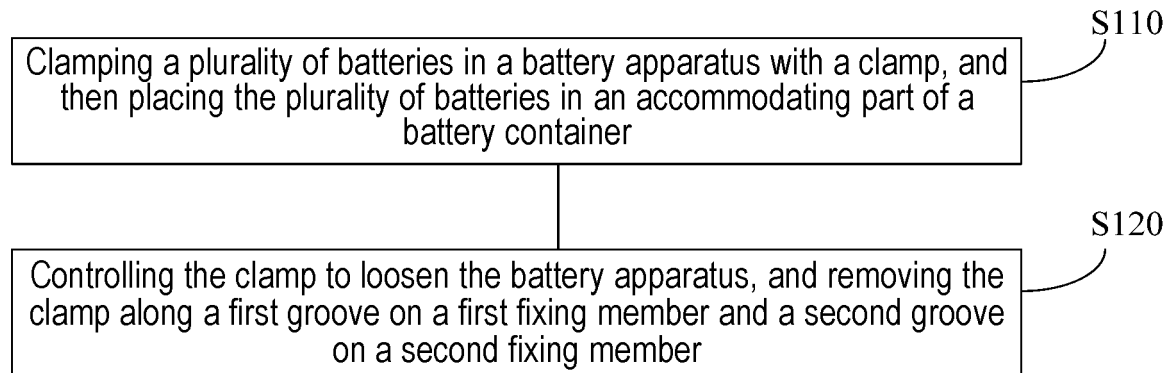 S110
Clamping a plurality of batteries in a battery apparatus with a clamp, and
then placing the plurality of batteries in an accommodating part of a
battery container
S120
Controlling the clamp to loosen the battery apparatus, and removing the
clamp along a first groove on a first fixing member and a second groove
on a second fixing member